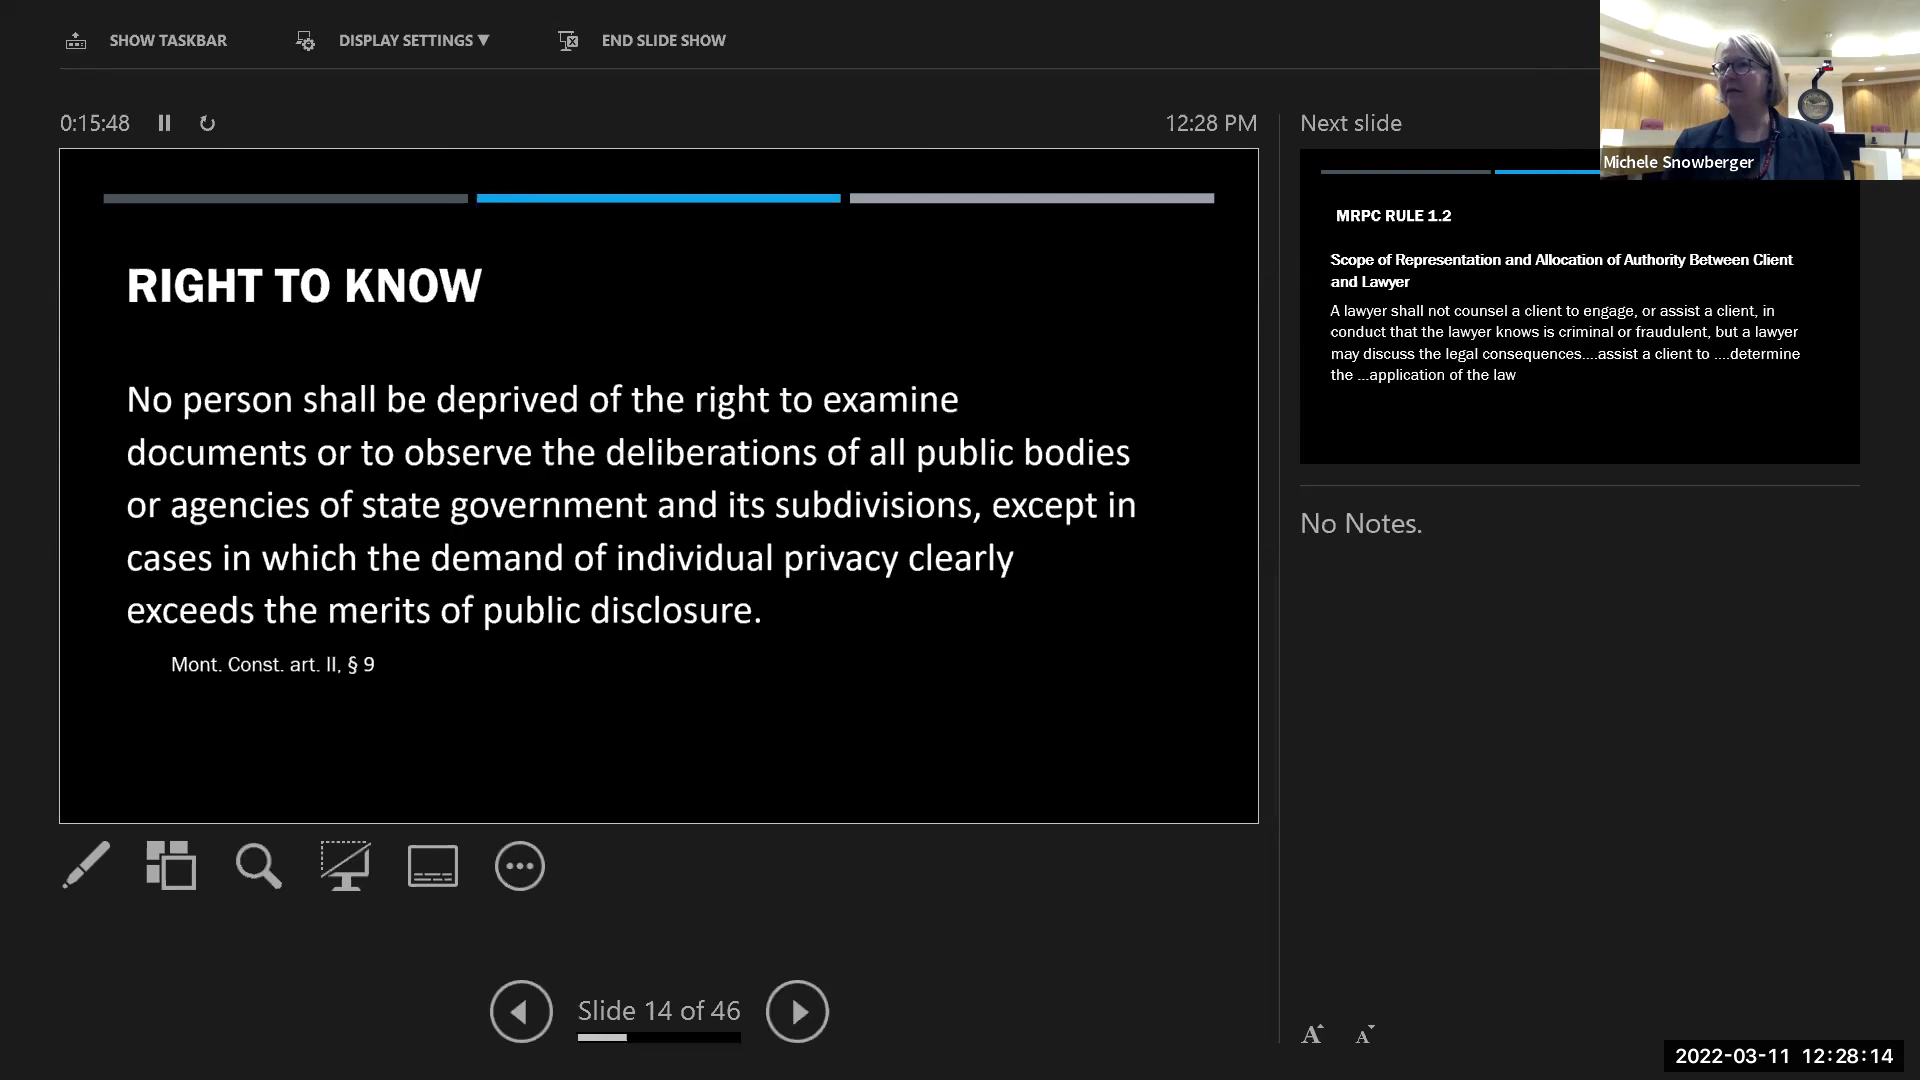 SHOW TASKBAR
DISPLAY SETTINGS ▼
END SLIDE SHOW
0:15:48
12:28 PM
RIGHT TO KNOW
No person shall be deprived of the right to examine
documents or to observe the deliberations of all public bodies
or agencies of state government and its subdivisions, except in
cases in which the demand of individual privacy clearly
exceeds the merits of public disclosure.
Mont. Const. art. II, § 9
Slide 14 of 46
Next slide
Michele Snowberger
MRPC RULE 1.2
Scope of Representation and Allocation of Authority Between Client
and Lawyer
A lawyer shall not counsel a client to engage, or assist a client, in
conduct that the lawyer knows is criminal or fraudulent, but a lawyer
may discuss the legal consequences....assist a client to ....determine
the ...application of the law
No Notes.
A A
2022-03-11 12:28:14